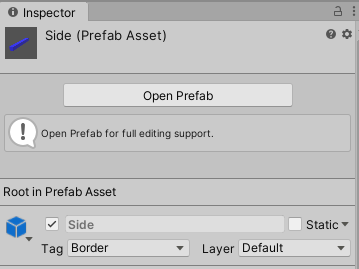 Inspector
Side (Prefab Asset)
Open Prefab
Open Prefab for full editing support.
Root in Prefab Asset
Side Static
Tag Border Layer Default